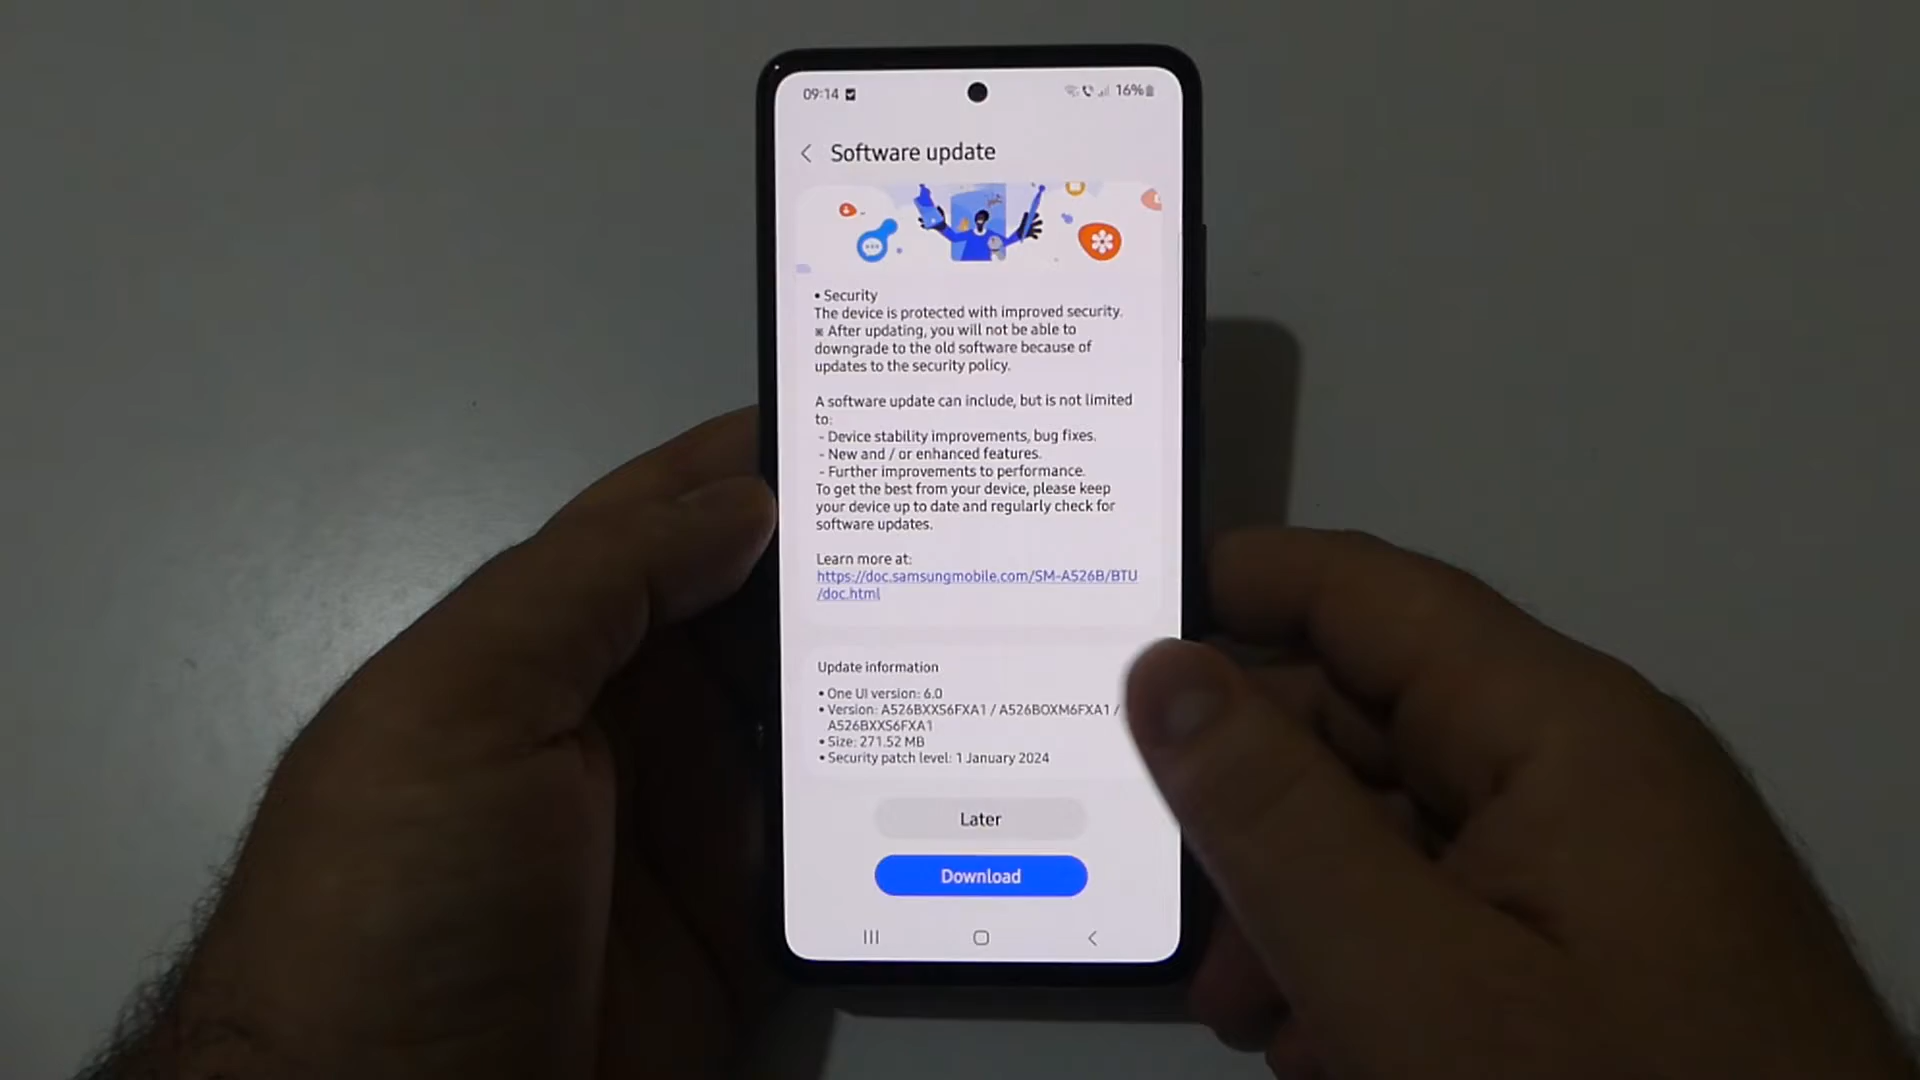 09:14
16%
Software update
• Security
The device is protected with improved security.
※ After updating, you will not be able to
downgrade to the old software because of
updates to the security policy.
A software update can include, but is not limited
to:
- Device stability improvements, bug fixes.
- New and / or enhanced features.
- Further improvements to performance.
To get the best from your device, please keep
your device up to date and regularly check for
software updates.
Learn more at:
https://doc.samsungmobile.com/SM-A526B/BTU
/doc.html
Update information
• One UI version: 6.0
• Version: A526BXXS6FXA1 / A526BOXM6FXA1 /
A526BXXS6FXA1
• Size: 271.52 MB
• Security patch level: 1 January 2024
Later
Download